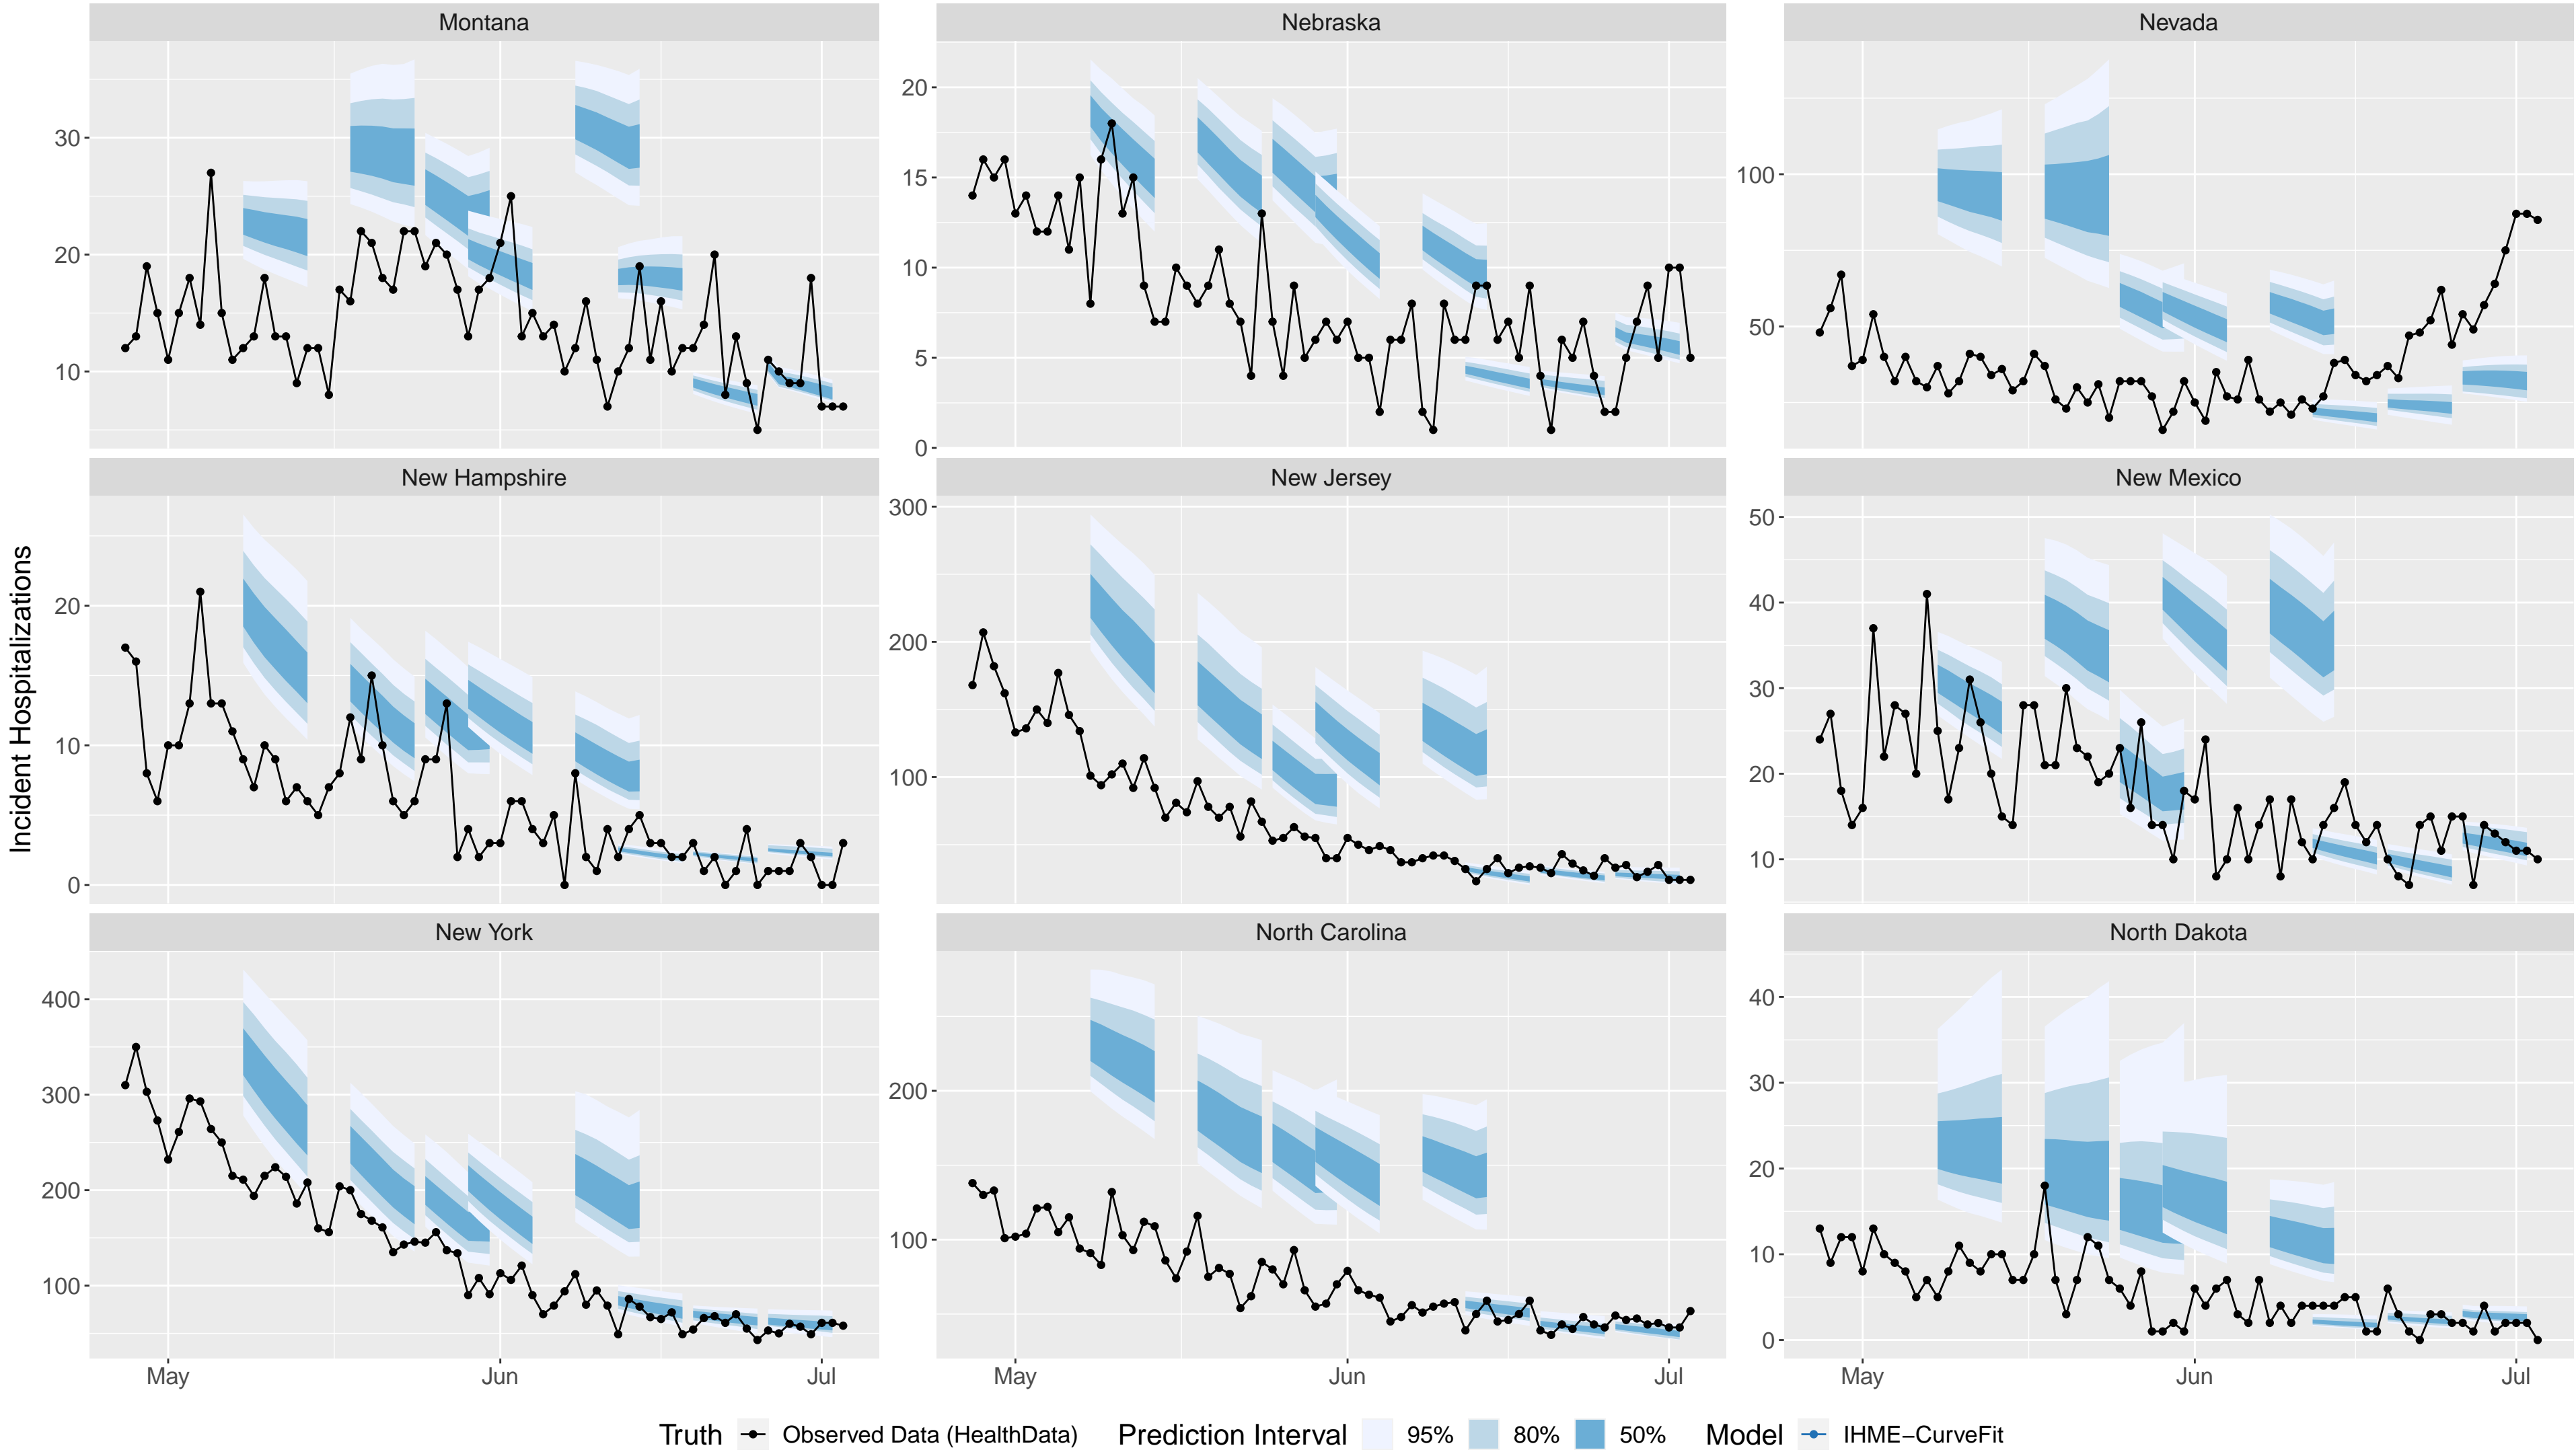 Montana
Nebraska
Nevada
30
20
10
20
15
10
5
0
100
50
New Hampshire
New Jersey
New Mexico
20
10
0
300
200
100
50
40
30
20
10
Incident Hospitalizations
New York
North Carolina
North Dakota
400
300
200
100
200
100
40
30
20
10
0
May Jun Jul
May Jun Jul
May Jun Jul
Truth Observed Data (HealthData) Prediction Interval 95% 80% 50% Model IHME−CurveFit